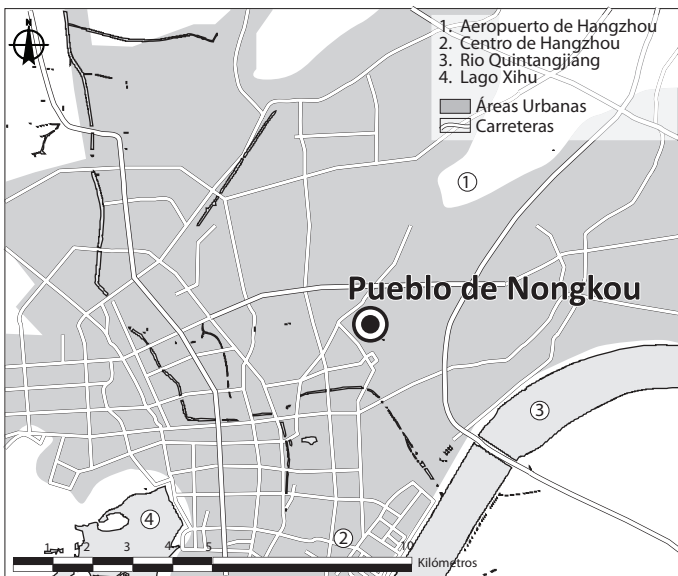 N
1. Aeropuerto de Hangzhou
2. Centro de Hangzhou
3. Rio Quintangjiang
4. Lago Xihu
Áreas Urbanas
Carreteras
1
Pueblo de Nongkou
3
4
2
1 2 3 4 5 10
Kilómetros